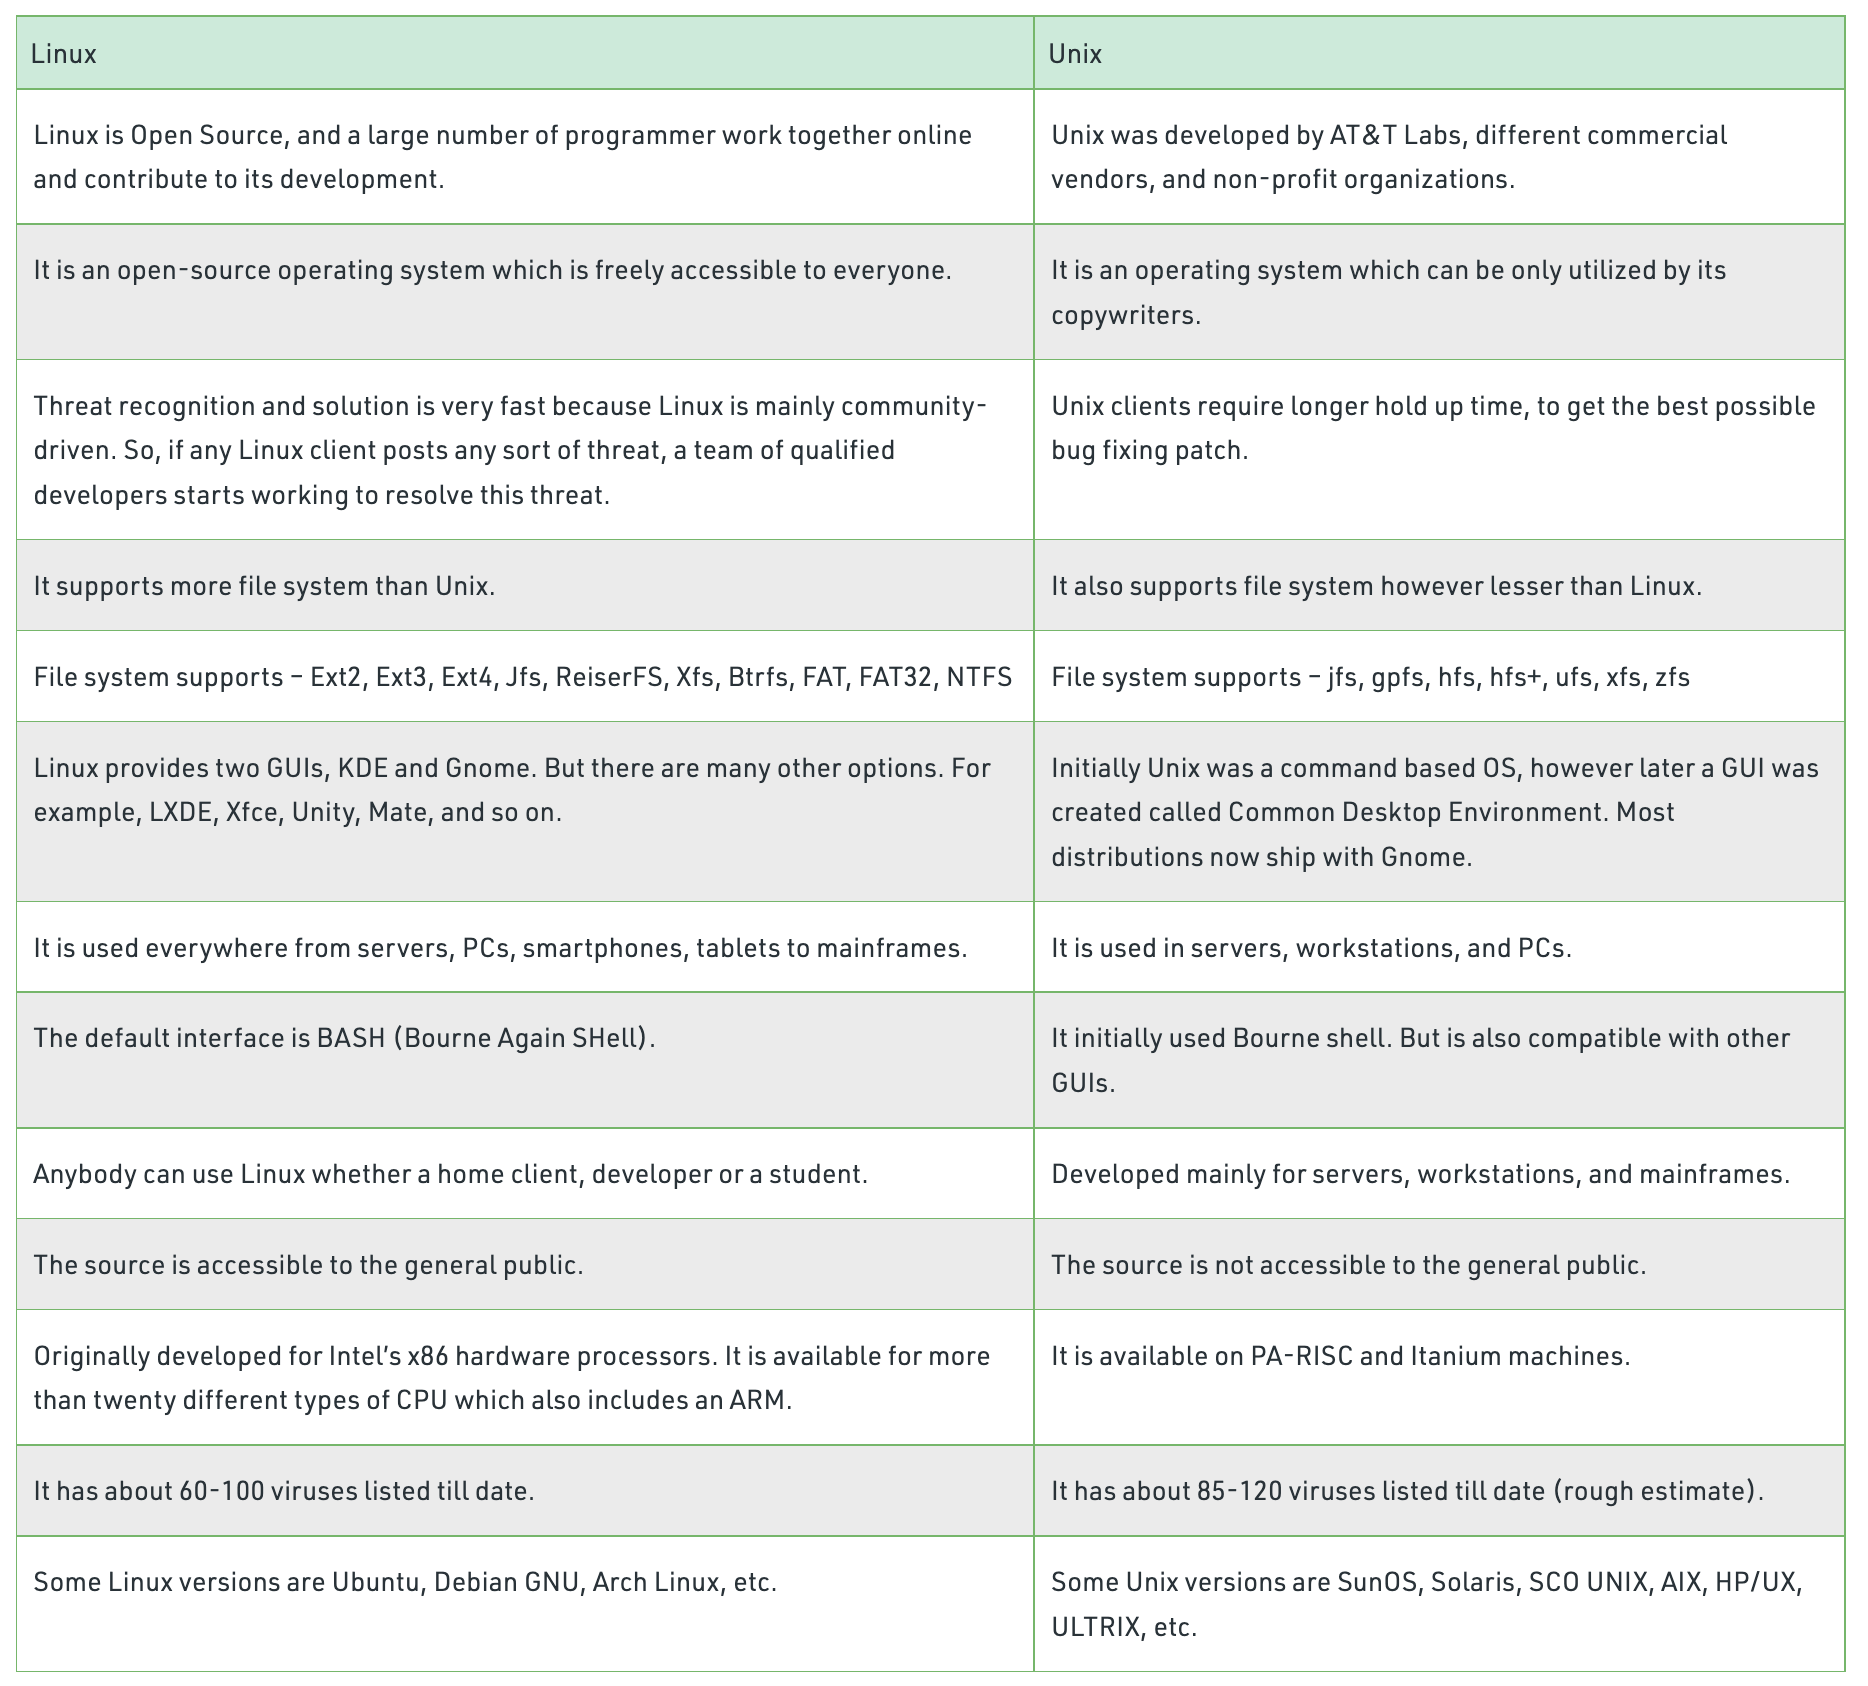 Linux
Unix
Linux is Open Source, and a large number of programmer work together online
and contribute to its development.
Unix was developed by AT&T Labs, different commercial
vendors, and non-profit organizations.
It is an open-source operating system which is freely accessible to everyone.
It is an operating system which can be only utilized by its
copywriters.
Threat recognition and solution is very fast because Linux is mainly community-
driven. So, if any Linux client posts any sort of threat, a team of qualified
developers starts working to resolve this threat.
Unix clients require longer hold up time, to get the best possible
bug fixing patch.
It supports more file system than Unix.
It also supports file system however lesser than Linux.
File system supports – Ext2, Ext3, Ext4, Jfs, ReiserFS, Xfs, Btrfs, FAT, FAT32, NTFS
File system supports – jfs, gpfs, hfs, hfs+, ufs, xfs, zfs
Linux provides two GUIs, KDE and Gnome. But there are many other options. For
example, LXDE, Xfce, Unity, Mate, and so on.
Initially Unix was a command based OS, however later a GUI was
created called Common Desktop Environment. Most
distributions now ship with Gnome.
It is used everywhere from servers, PCs, smartphones, tablets to mainframes.
It is used in servers, workstations, and PCs.
The default interface is BASH (Bourne Again SHell).
It initially used Bourne shell. But is also compatible with other
GUIs.
Anybody can use Linux whether a home client, developer or a student.
Developed mainly for servers, workstations, and mainframes.
The source is accessible to the general public.
The source is not accessible to the general public.
Originally developed for Intel’s x86 hardware processors. It is available for more
than twenty different types of CPU which also includes an ARM.
It is available on PA-RISC and Itanium machines.
It has about 60-100 viruses listed till date.
It has about 85-120 viruses listed till date (rough estimate).
Some Linux versions are Ubuntu, Debian GNU, Arch Linux, etc.
Some Unix versions are SunOS, Solaris, SCO UNIX, AIX, HP/UX,
ULTRIX, etc.